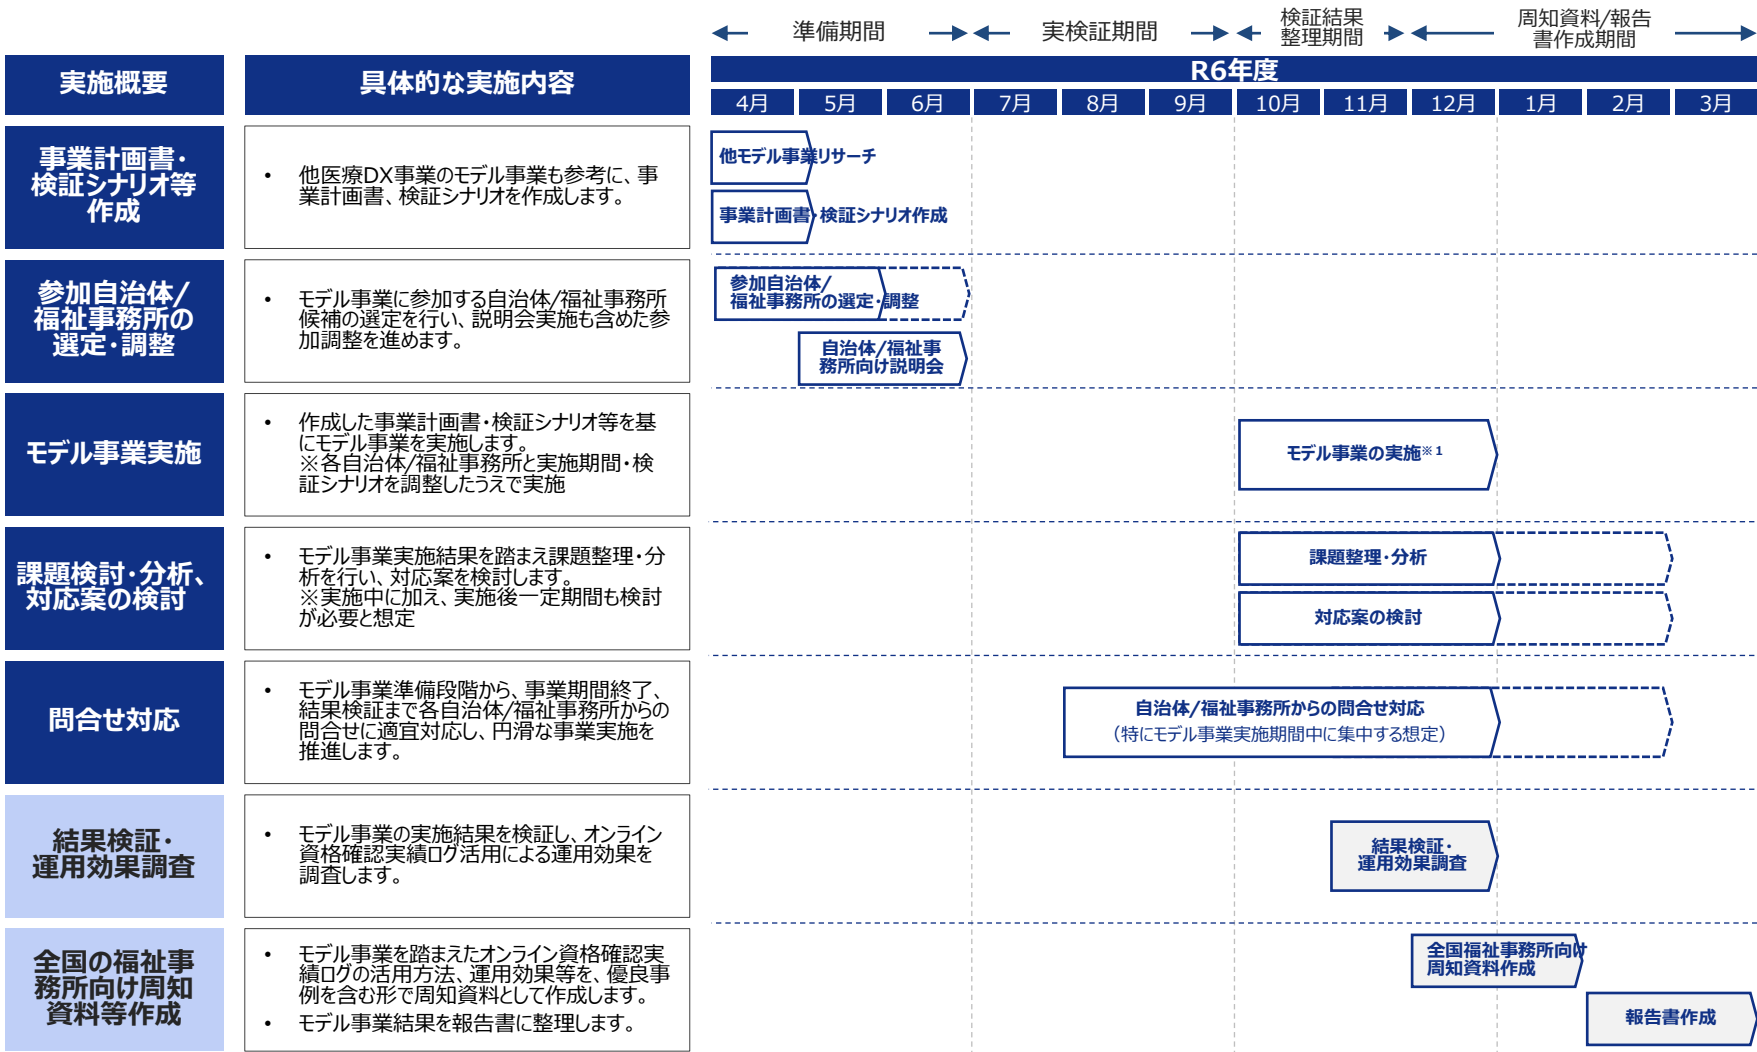 準備期間
実検証期間
検証結果
整理期間
周知資料/報告
書作成期間
実施概要
具体的な実施内容
R6年度
4月
5月
6月
7月
8月
9月
10月
11月
12月
1月
2月
3月
事業計画書・
検証シナリオ等
作成
• 他医療DX事業のモデル事業も参考に、事
業計画書、検証シナリオを作成します。
他モデル事業リサーチ
事業計画書・検証シナリオ作成
参加自治体/
福祉事務所の
選定・調整
• モデル事業に参加する自治体/福祉事務所
候補の選定を行い、説明会実施も含めた参
加調整を進めます。
参加自治体/
福祉事務所の選定・調整
自治体/福祉事
務所向け説明会
モデル事業実施
• 作成した事業計画書・検証シナリオ等を基
にモデル事業を実施します。
※各自治体/福祉事務所と実施期間・検
証シナリオを調整したうえで実施
モデル事業の実施※1
課題検討・分析、
対応案の検討
• モデル事業実施結果を踏まえ課題整理・分
析を行い、対応案を検討します。
※実施中に加え、実施後一定期間も検討
が必要と想定
課題整理・分析
対応案の検討
問合せ対応
• モデル事業準備段階から、事業期間終了、
結果検証まで各自治体/福祉事務所からの
問合せに適宜対応し、円滑な事業実施を
推進します。
自治体/福祉事務所からの問合せ対応
（特にモデル事業実施期間中に集中する想定）
結果検証・
運用効果調査
• モデル事業の実施結果を検証し、オンライン
資格確認実績ログ活用による運用効果を
調査します。
結果検証・
運用効果調査
全国の福祉事
務所向け周知
資料等作成
• モデル事業を踏まえたオンライン資格確認実
績ログの活用方法、運用効果等を、優良事
例を含む形で周知資料として作成します。
• モデル事業結果を報告書に整理します。
全国福祉事務所向け
周知資料作成
報告書作成